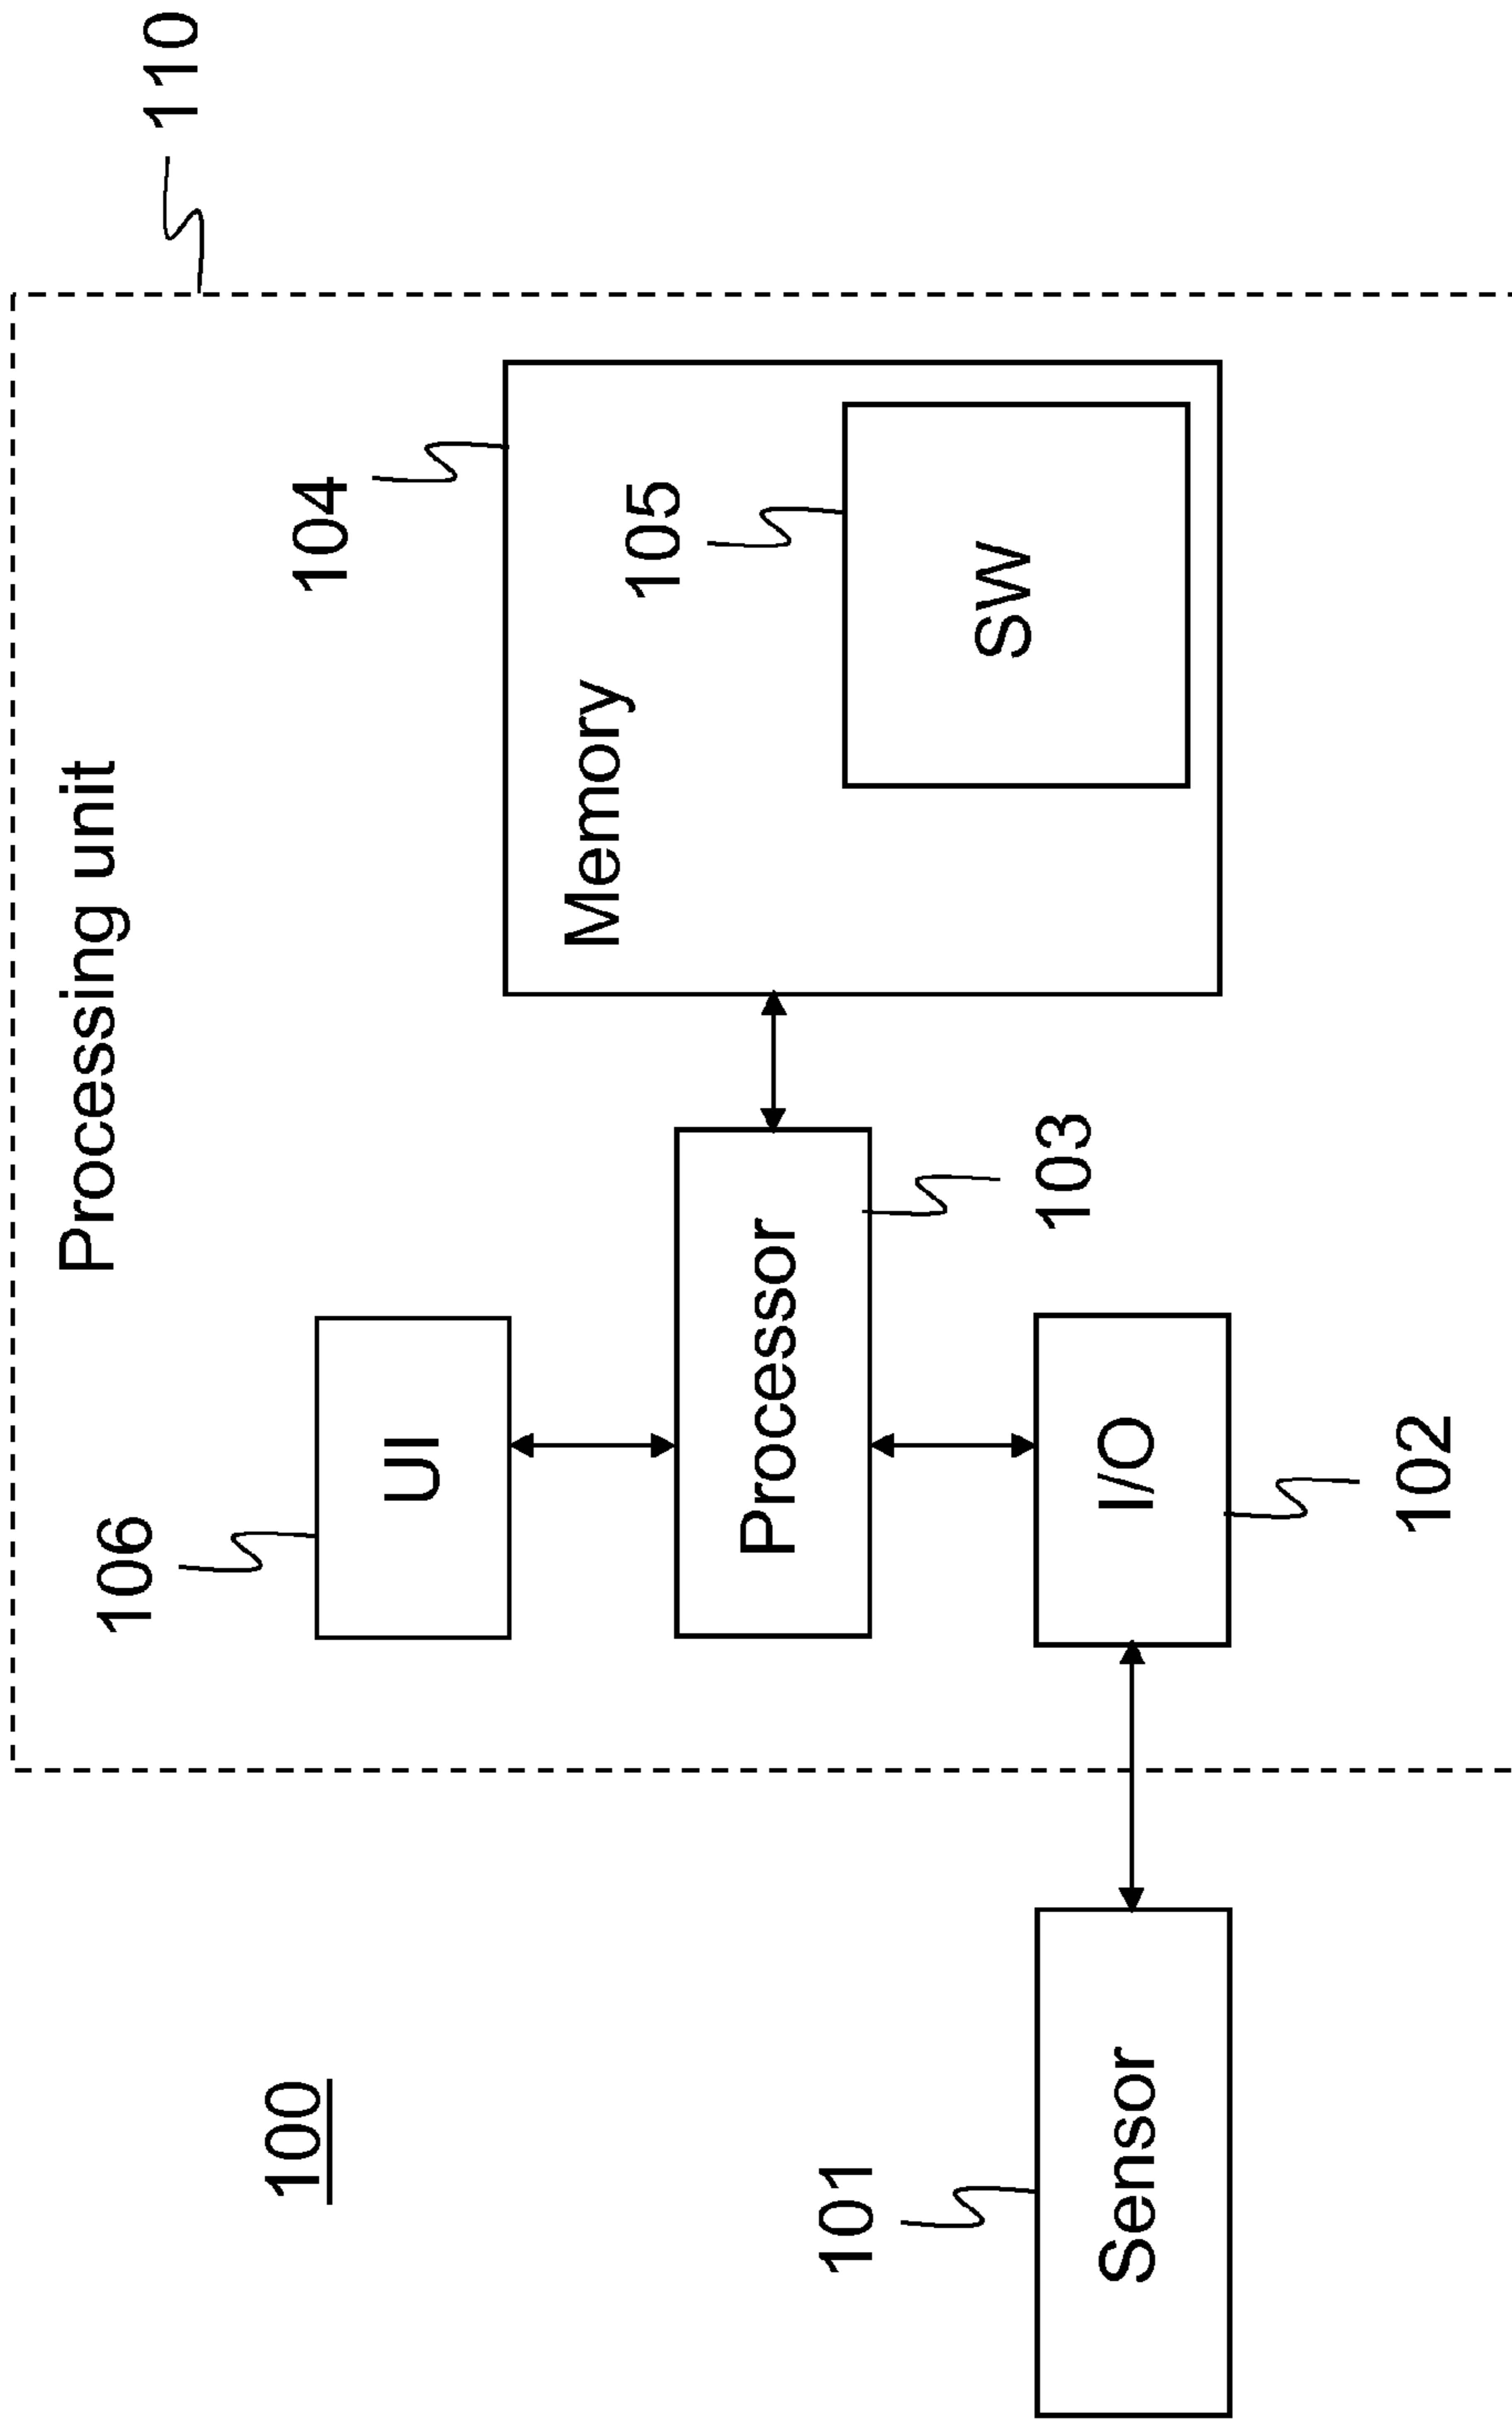 110
Processing unit
104
Memory
105
SW
106
UI
Processor
103
I/O
102
100
101
Sensor